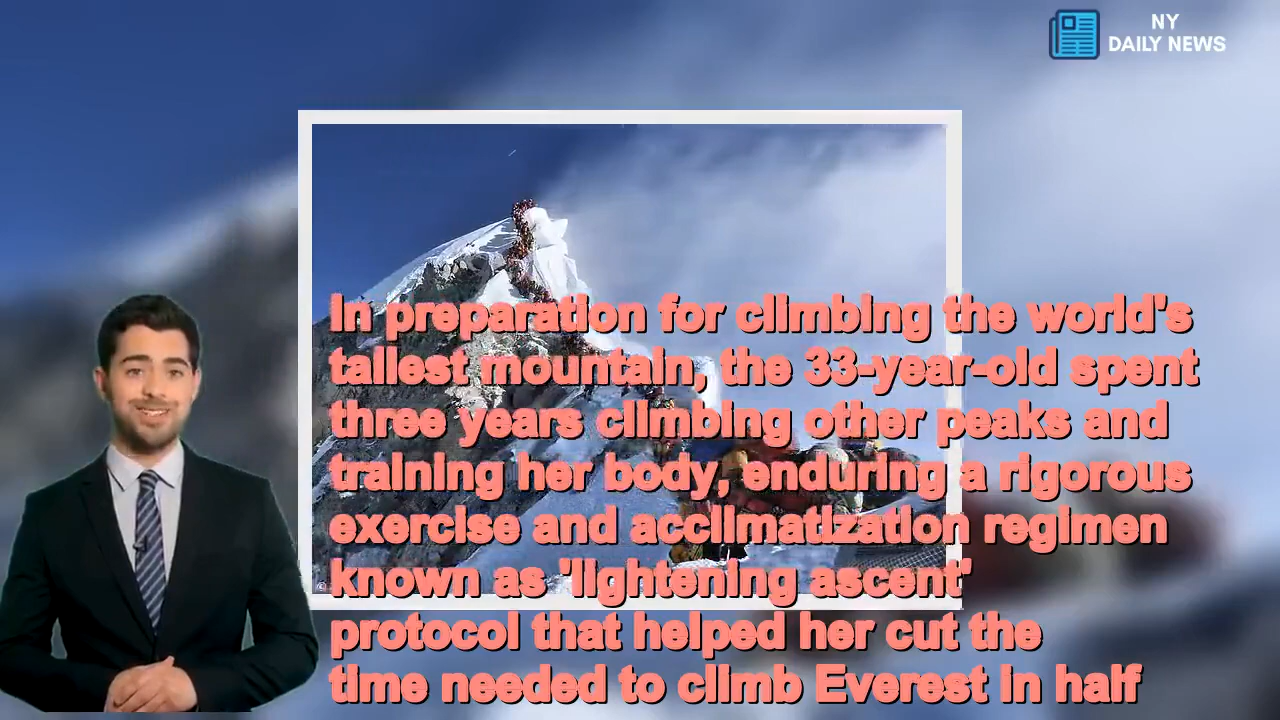 NY
DAILY NEWS
In preparation for climbing the world's
tallest mountain, the 33-year-old spent
three years climbing other peaks and
training her body, enduring a rigorous
exercise and acclimatization regimen
known as 'lightening ascent'
protocol that helped her cut the
time needed to climb Everest in half